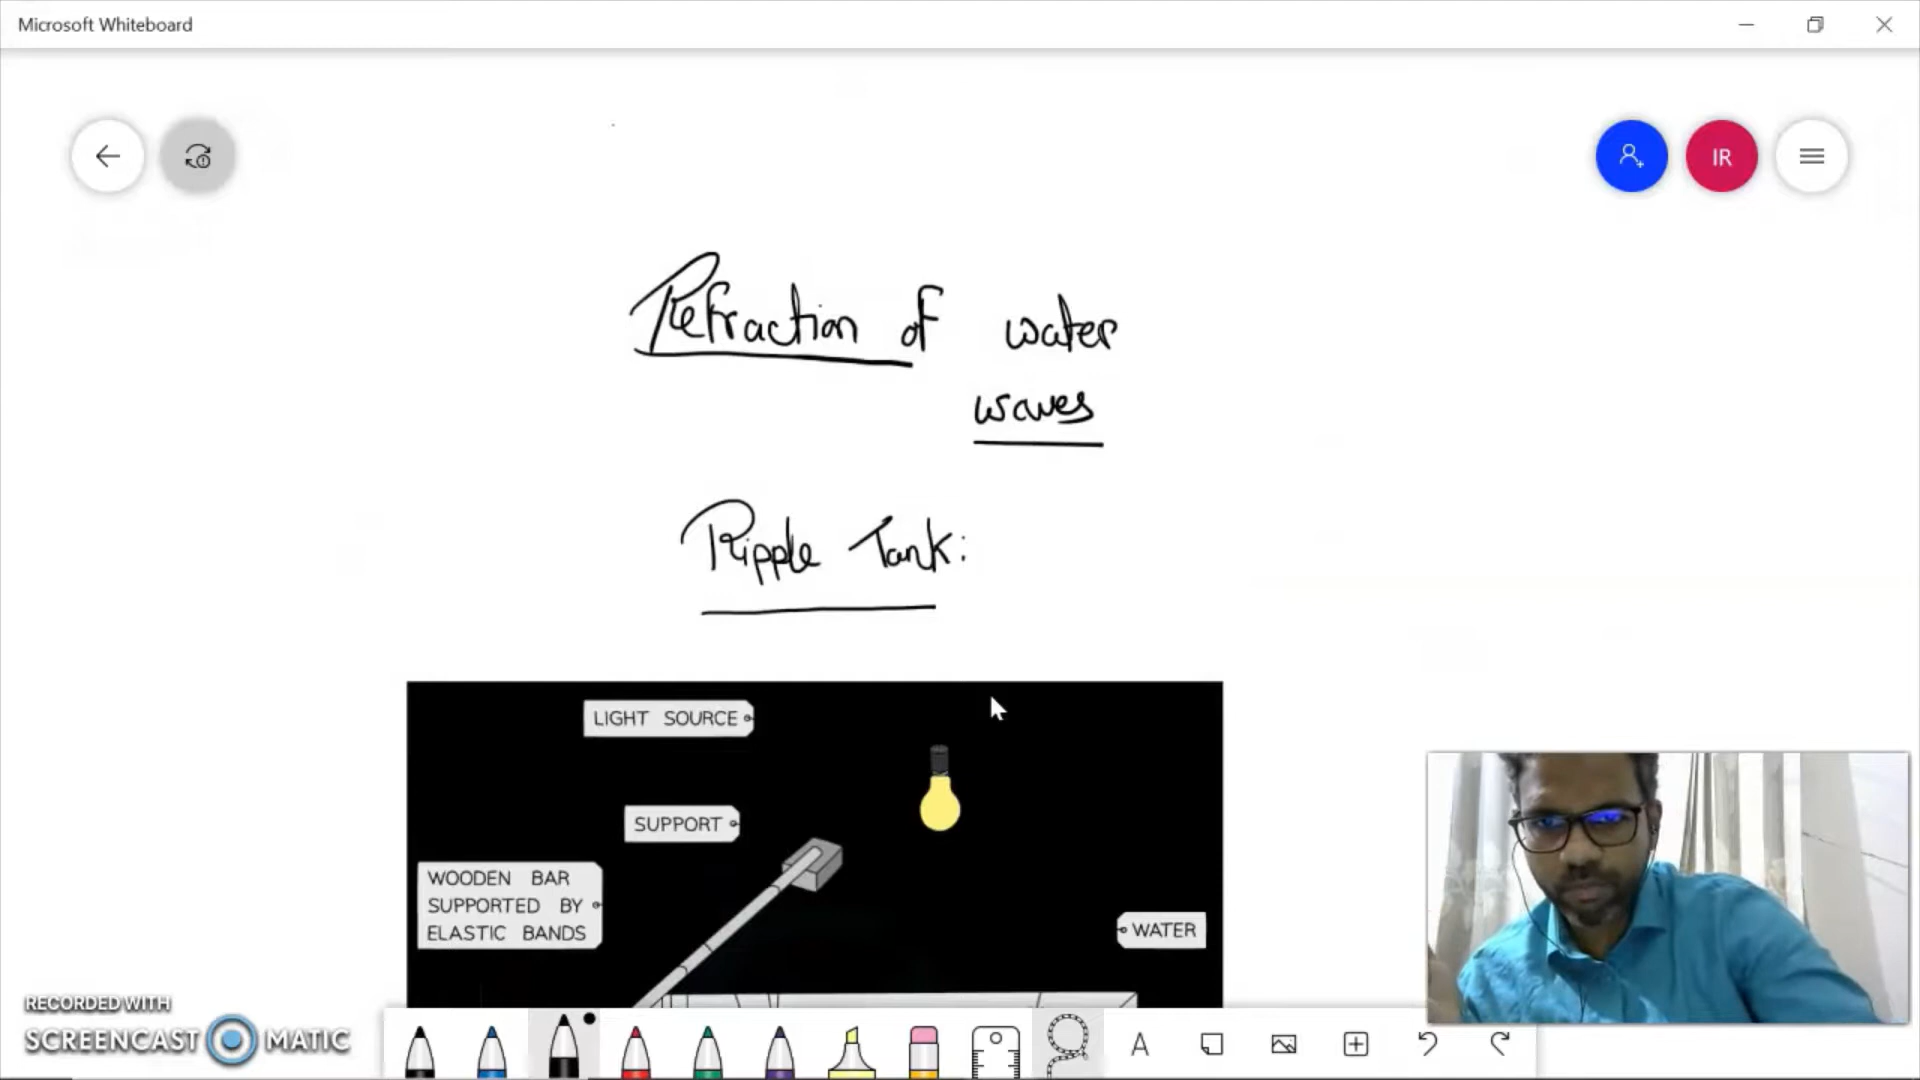 Microsoft Whiteboard
IR
Refraction of water
waves
Ripple Tank:
LIGHT SOURCE
SUPPORT
WOODEN BAR
SUPPORTED BY
ELASTIC BANDS
WATER
RECORDED WITH
SCREENCAST MATIC
A